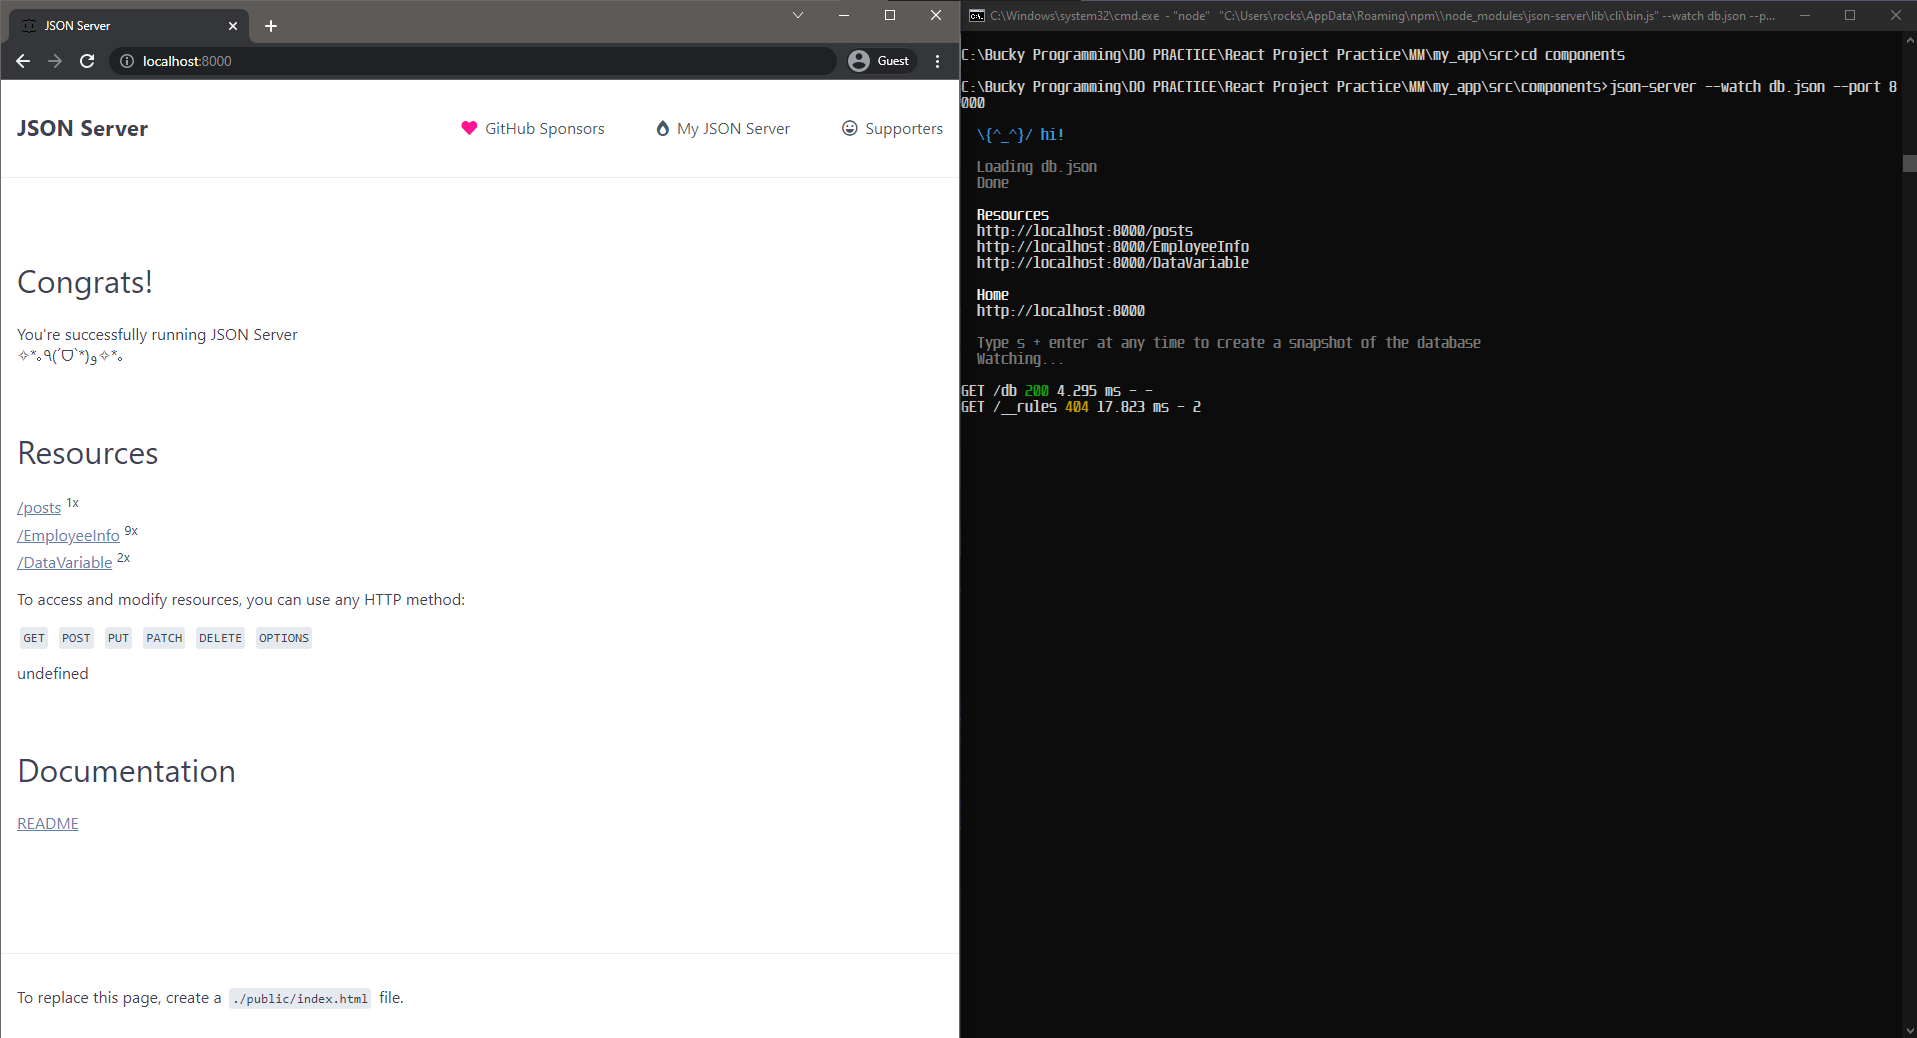 JSON Server
localhost:8000
Guest
JSON Server
GitHub Sponsors
My JSON Server
Supporters
Congrats!
You're successfully running JSON Server
✧*｡٩(ˊᗜˋ*)و✧*｡
Resources
/posts 1x
/EmployeeInfo 9x
/DataVariable 2x
To access and modify resources, you can use any HTTP method:
GET POST PUT PATCH DELETE OPTIONS
undefined
Documentation
README
To replace this page, create a ./public/index.html file.
C:\Windows\system32\cmd.exe - "node" "C:\Users\rocks\AppData\Roaming\npm\\node_modules\json-server\lib\cli\bin.js" --watch db.json --p...
C:\Bucky Programming\DO PRACTICE\React Project Practice\MM\my_app\src>cd components
C:\Bucky Programming\DO PRACTICE\React Project Practice\MM\my_app\src\components>json-server --watch db.json --port 8
000
\{^_^}/ hi!
Loading db.json
Done
Resources
http://localhost:8000/posts
http://localhost:8000/EmployeeInfo
http://localhost:8000/DataVariable
Home
http://localhost:8000
Type s + enter at any time to create a snapshot of the database
Watching...
GET /db 200 4.295 ms - -
GET /__rules 404 17.823 ms - 2